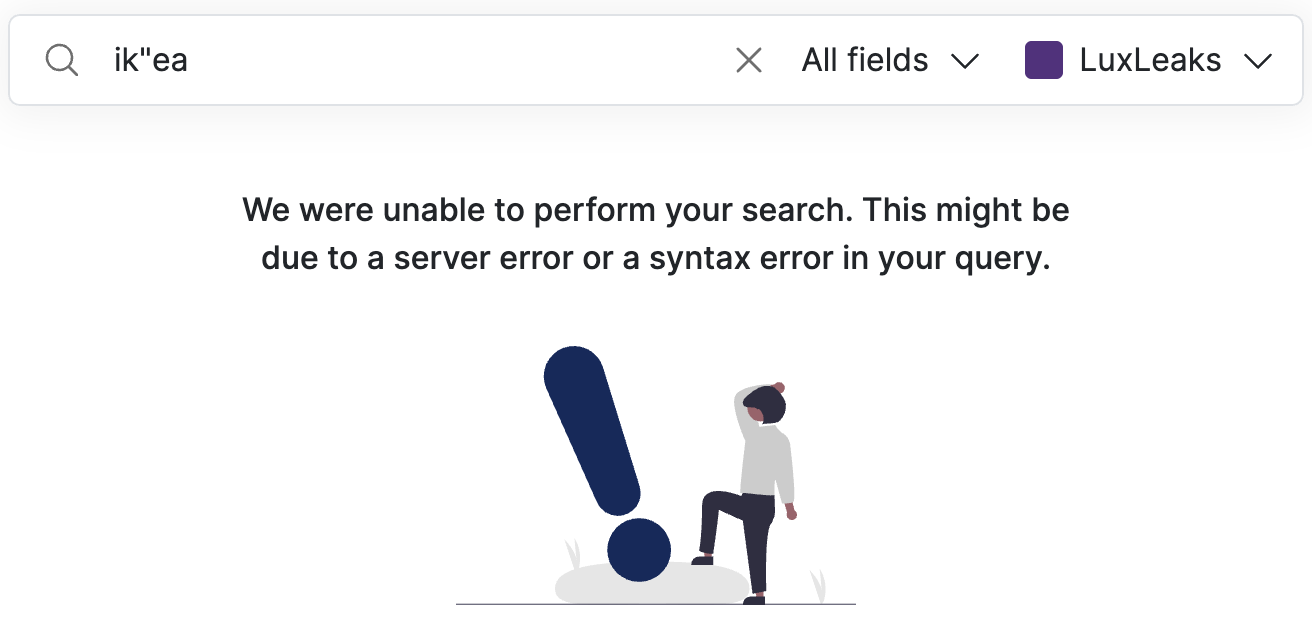 ik"ea All fields LuxLeaks
We were unable to perform your search. This might be
due to a server error or a syntax error in your query.